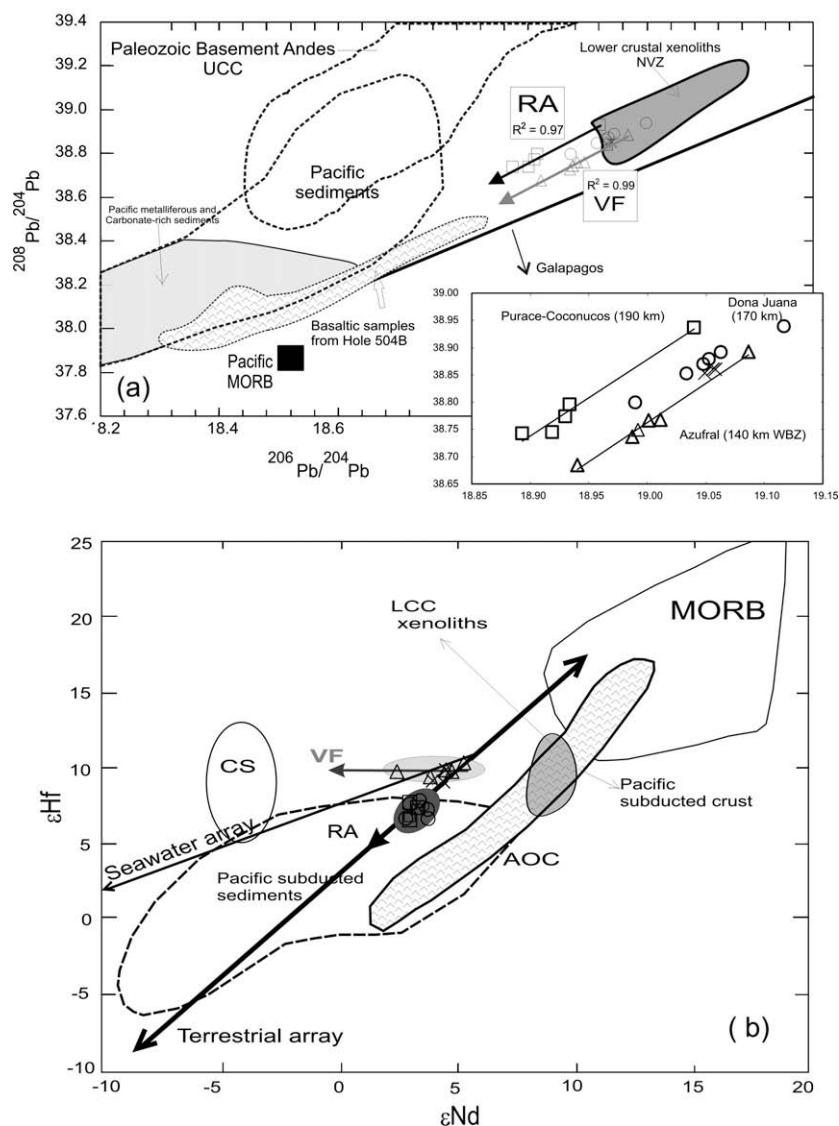 39.4
39.2
39.0
38.8
38.6
38.4
38.2
38.0
37.8
37.6
208Pb/204Pb
Paleozoic Basement Andes
UCC
Lower crustal xenoliths
NVZ
RA
R² = 0.97
Pacific
sediments
R² = 0.99
VF
Pacific metalliferous and
Carbonate-rich sediments
Galapagos
Basaltic samples
from Hole 504B
Pacific
MORB
(a)
18.2
18.4
18.6
206Pb/204Pb
39.00
38.95
38.90
38.85
38.80
38.75
38.70
38.65
Purace-Coconucos (190 km)
Dona Juana
(170 km)
Azufral (140 km WBZ)
18.85
18.90
18.95
19.00
19.05
19.10
19.15
25
20
15
10
5
0
-5
-10
εHf
LCC
xenoliths
MORB
VF
CS
RA
Seawater array
Pacific subducted
sediments
AOC
Pacific
subducted crust
Terrestrial array
( b)
-10
-5
0
5
10
15
20
εNd